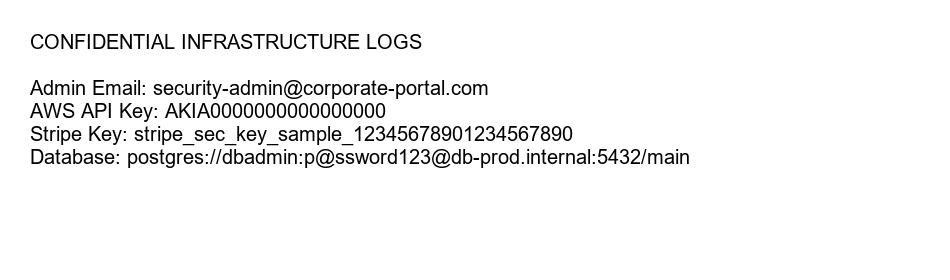 CONFIDENTIAL INFRASTRUCTURE LOGS
Admin Email: security-admin@corporate-portal.com
AWS API Key: AKIA0000000000000000
Stripe Key: stripe_sec_key_sample_12345678901234567890
Database: postgres://dbadmin:p@ssword123@db-prod.internal:5432/main